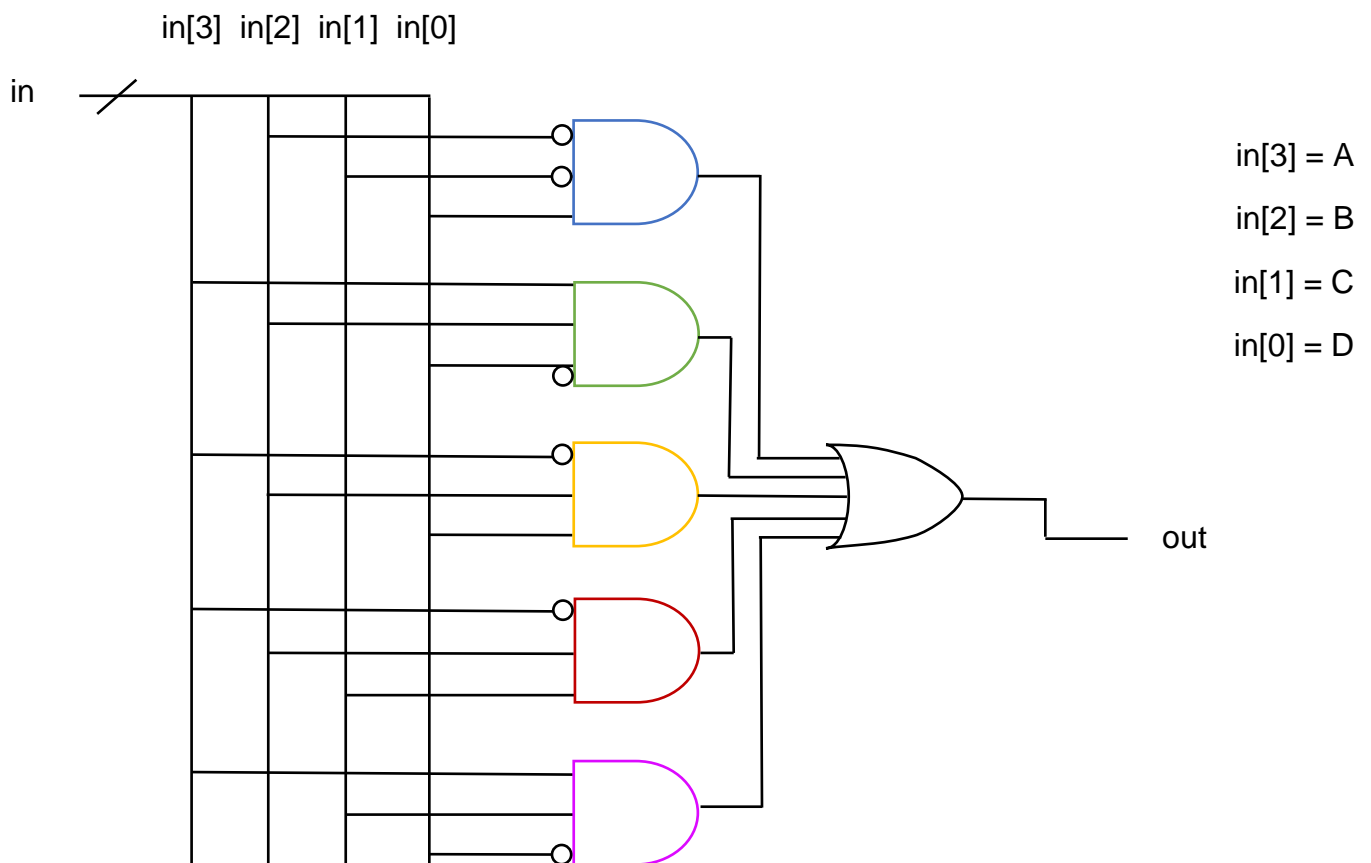 in[3] in[2] in[1] in[0]
in
in[3] = A
in[2] = B
in[1] = C
in[0] = D
out